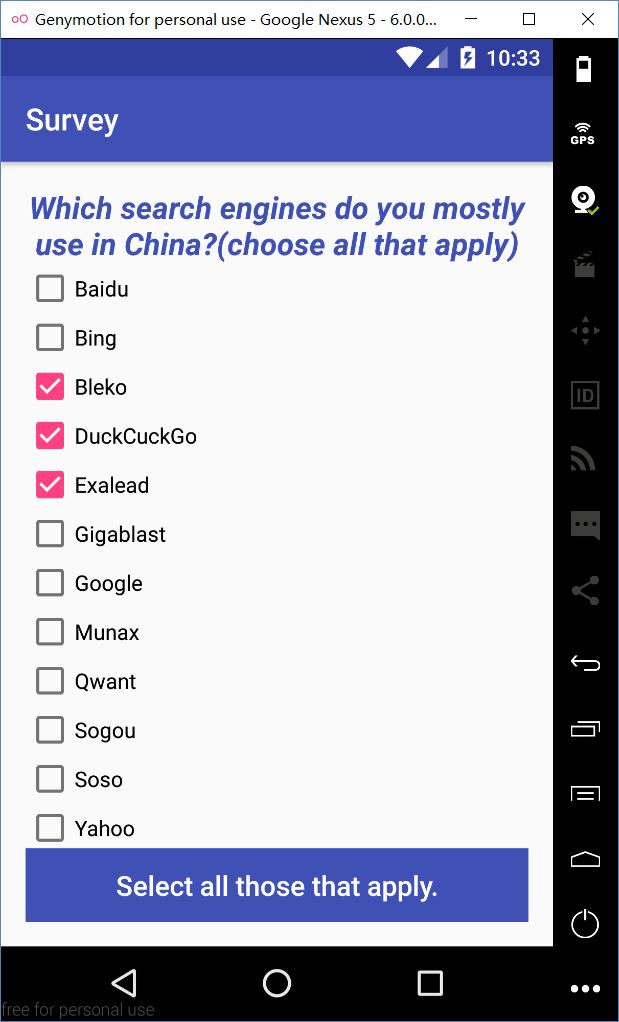 Genymotion for personal use - Google Nexus 5 - 6.0.0...
10:33
GPS
Survey
Which search engines do you mostly
use in China?(choose all that apply)
Baidu
Bing
Bleko
DuckCuckGo
ID
Exalead
Gigablast
Google
Munax
Qwant
Sogou
Soso
Yahoo
Select all those that apply.
free for personal use